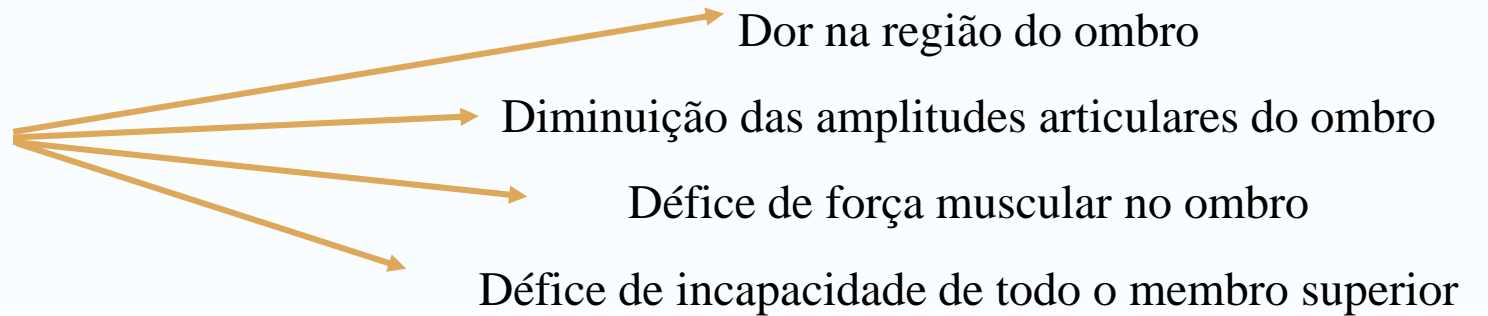 Dor na região do ombro
Diminuição das amplitudes articulares do ombro
Défice de força muscular no ombro
Défice de incapacidade de todo o membro superior